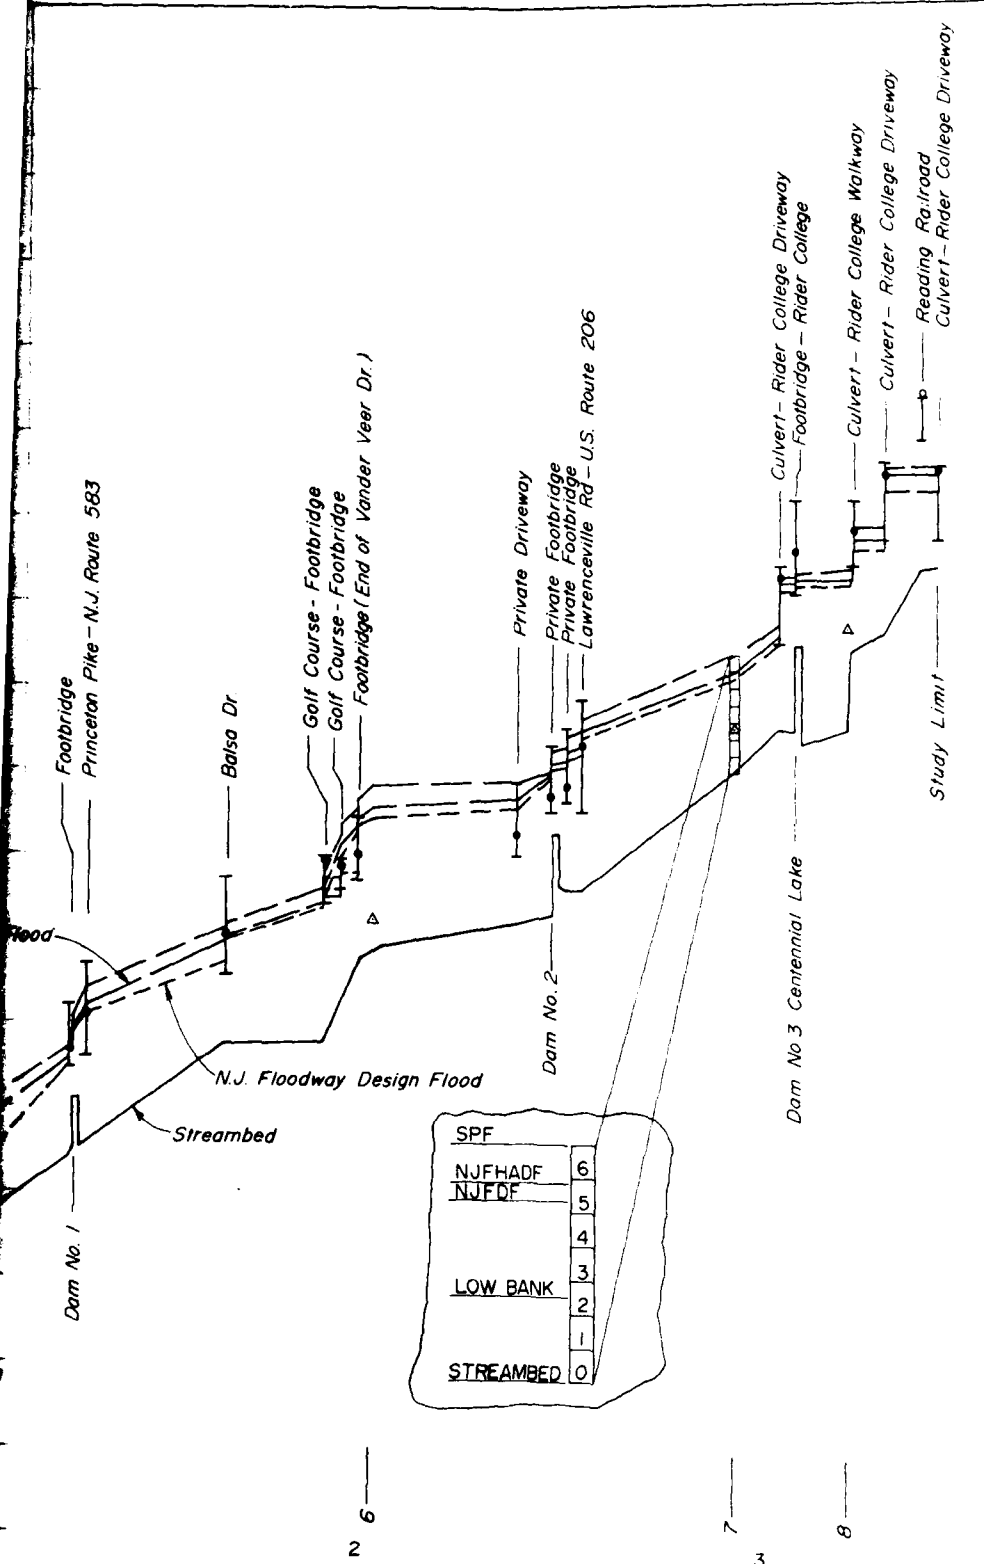 Footbridge
Princeton Pike - N.J. Route 583
Balsa Dr.
Golf Course - Footbridge
Golf Course - Footbridge
Footbridge (End of Vander Veer Dr.)
Private Driveway
Private Footbridge
Private Footbridge
Lawrenceville Rd - U.S. Route 206
Culvert - Rider College Driveway
Footbridge - Rider College
Culvert - Rider College Walkway
Culvert - Rider College Driveway
Reading Railroad
Culvert - Rider College Driveway
Flood
N.J. Floodway Design Flood
Streambed
Dam No. 1
Dam No. 2
Dam No 3 Centennial Lake
Study Limit
SPF
NJFHADF
NJFDF
LOW BANK
STREAMBED
6
5
4
3
2
1
0
6
7
8
2
3